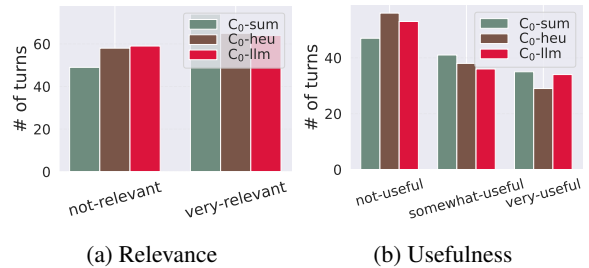 # of turns
60
40
20
0
C0-sum
C0-heu
C0-llm
not-relevant
very-relevant
(a) Relevance
# of turns
40
20
0
C0-sum
C0-heu
C0-llm
not-useful
somewhat-useful
very-useful
(b) Usefulness